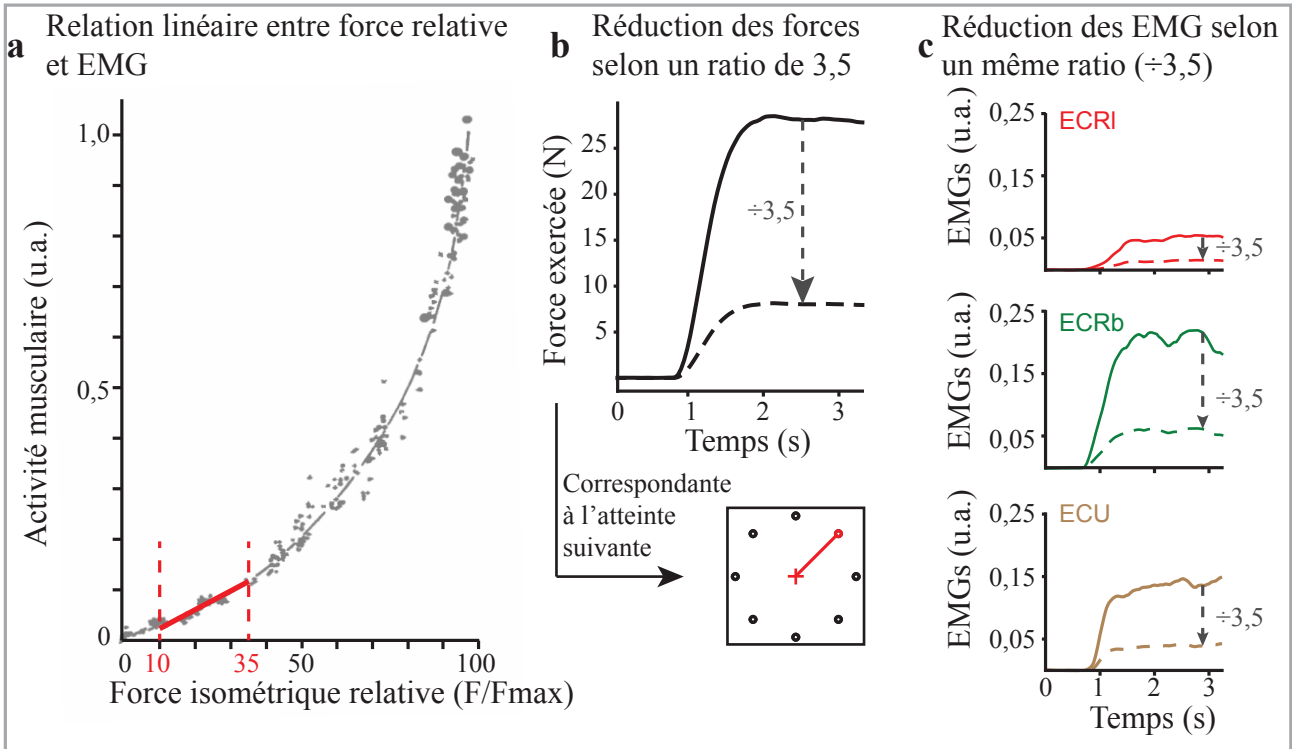 a
Relation linéaire entre force relative
et EMG
Activité musculaire (u.a.)
1,0
0,5
0
0 10 35 50 100
Force isométrique relative (F/Fmax)
b
Réduction des forces
selon un ratio de 3,5
Force exercée (N)
25
20
15
10
5
÷3,5
0 1 2 3
Temps (s)
Correspondante
à l’atteinte
suivante
c
Réduction des EMG selon
un même ratio (÷3,5)
EMGs (u.a.)
0,25
0,15
0,05
ECRl
÷3,5
EMGs (u.a.)
0,25
0,15
0,05
ECRb
÷3,5
EMGs (u.a.)
0,25
0,15
0,05
ECU
÷3,5
0 1 2 3
Temps (s)